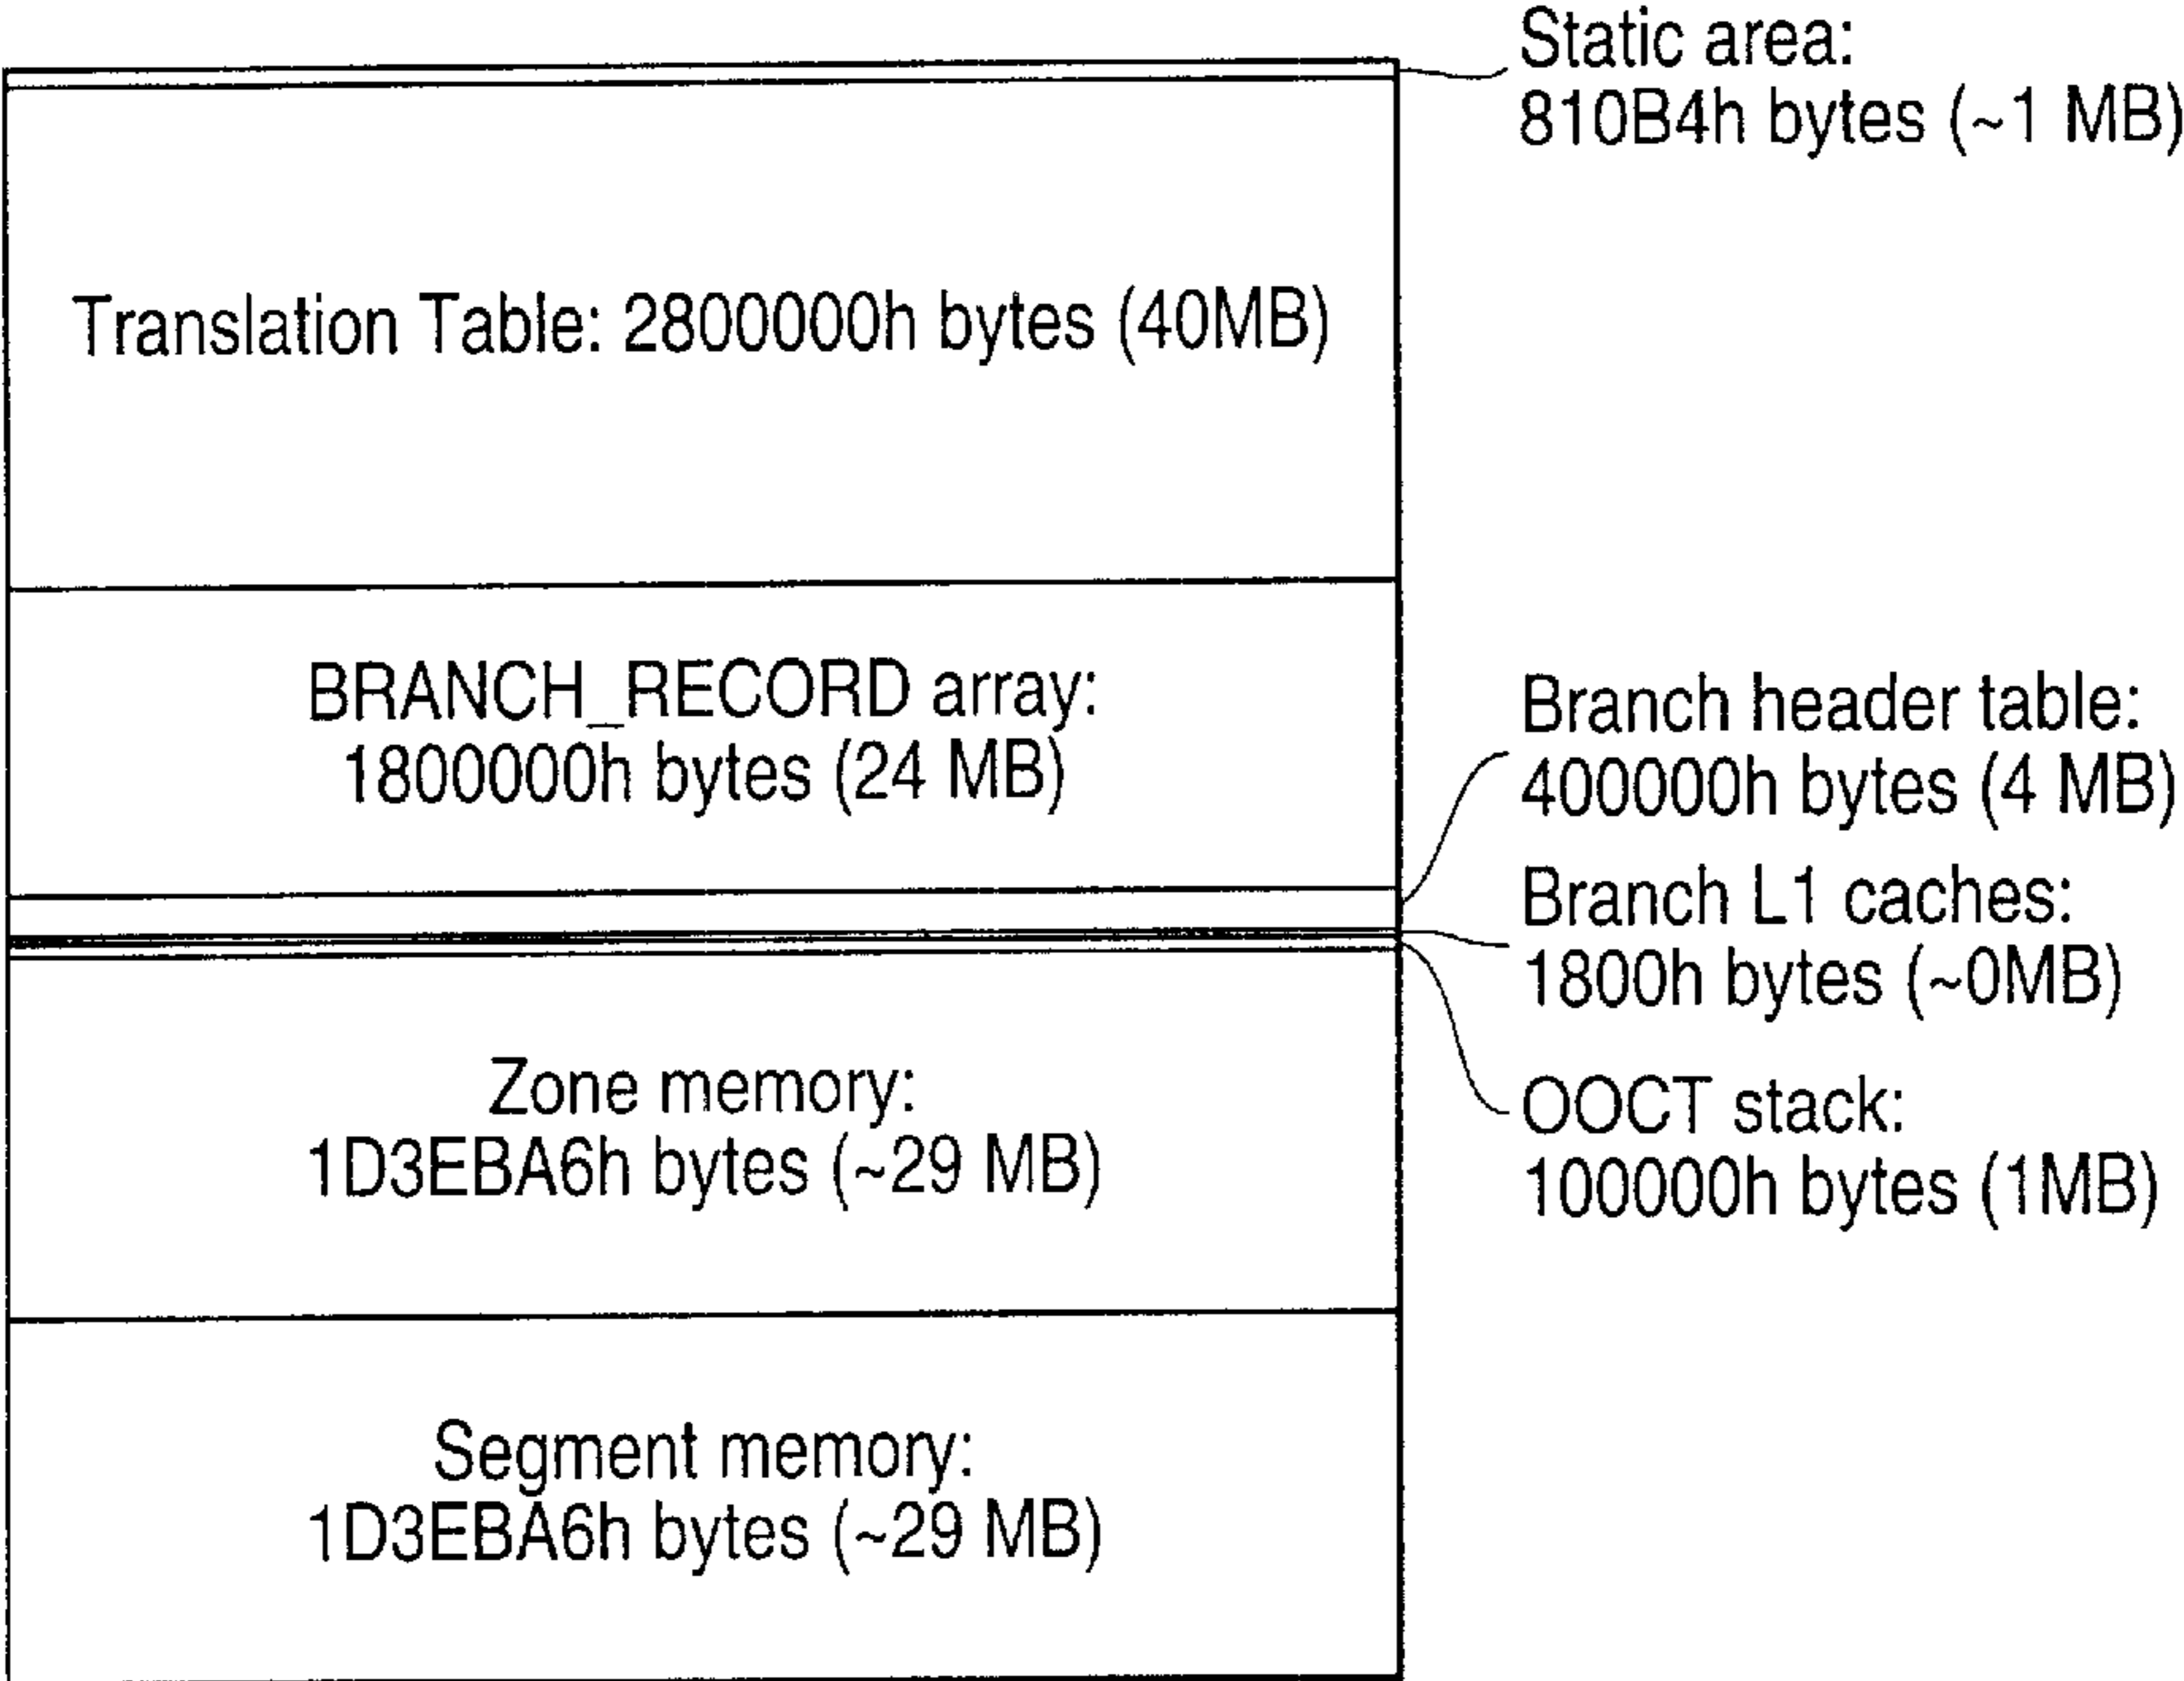 Static area:
810B4h bytes (~1 MB)
Translation Table: 2800000h bytes (40MB)
BRANCH_RECORD array:
1800000h bytes (24 MB)
Branch header table:
400000h bytes (4 MB)
Branch L1 caches:
1800h bytes (~0MB)
OOCT stack:
100000h bytes (1MB)
Zone memory:
1D3EBA6h bytes (~29 MB)
Segment memory:
1D3EBA6h bytes (~29 MB)